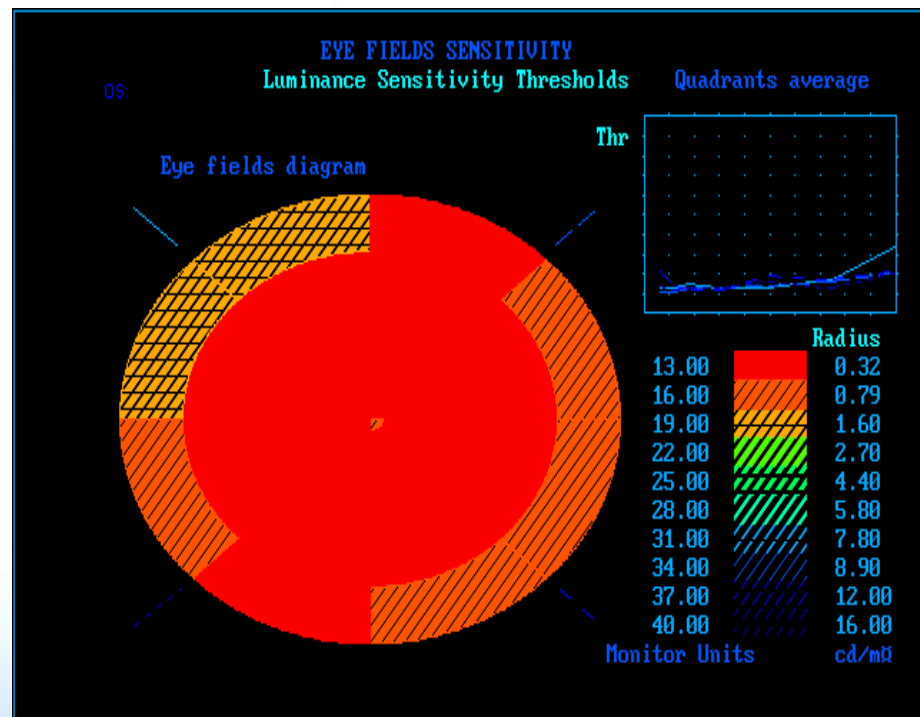 EYE FIELDS SENSITIVITY
Luminance Sensitivity Thresholds
Quadrants average
OS:
Thr
Eye fields diagram
Radius
13.00 0.32
16.00 0.79
19.00 1.60
22.00 2.70
25.00 4.40
28.00 5.80
31.00 7.80
34.00 8.90
37.00 12.00
40.00 16.00
Monitor Units cd/m¤